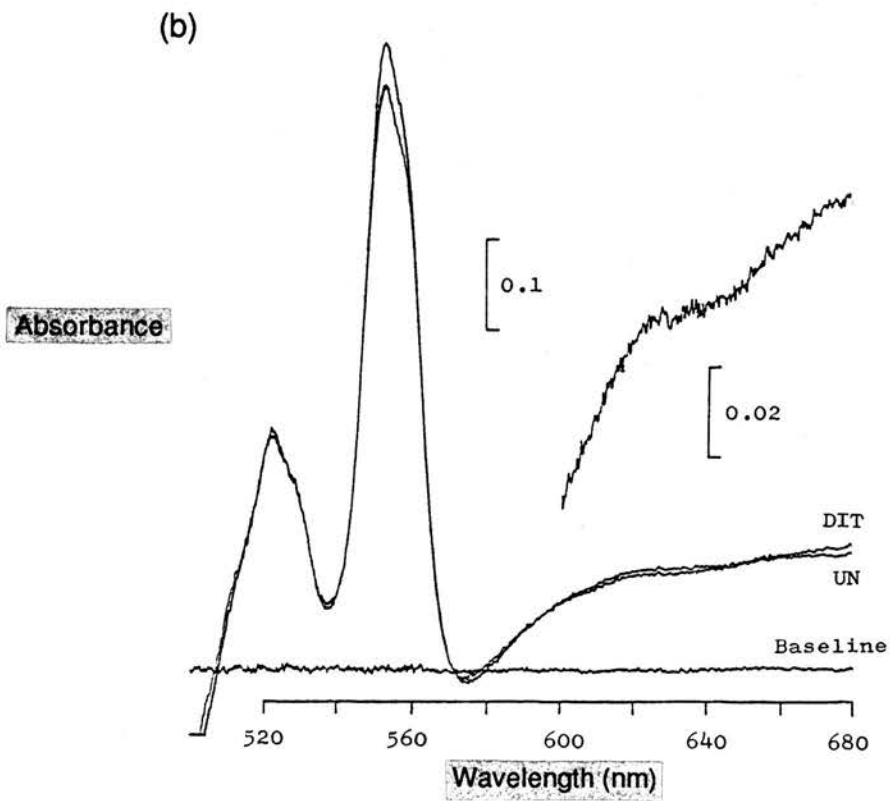 (b)
0.1
Absorbance
0.02
DIT
UN
Baseline
520 560 600 640 680
Wavelength (nm)